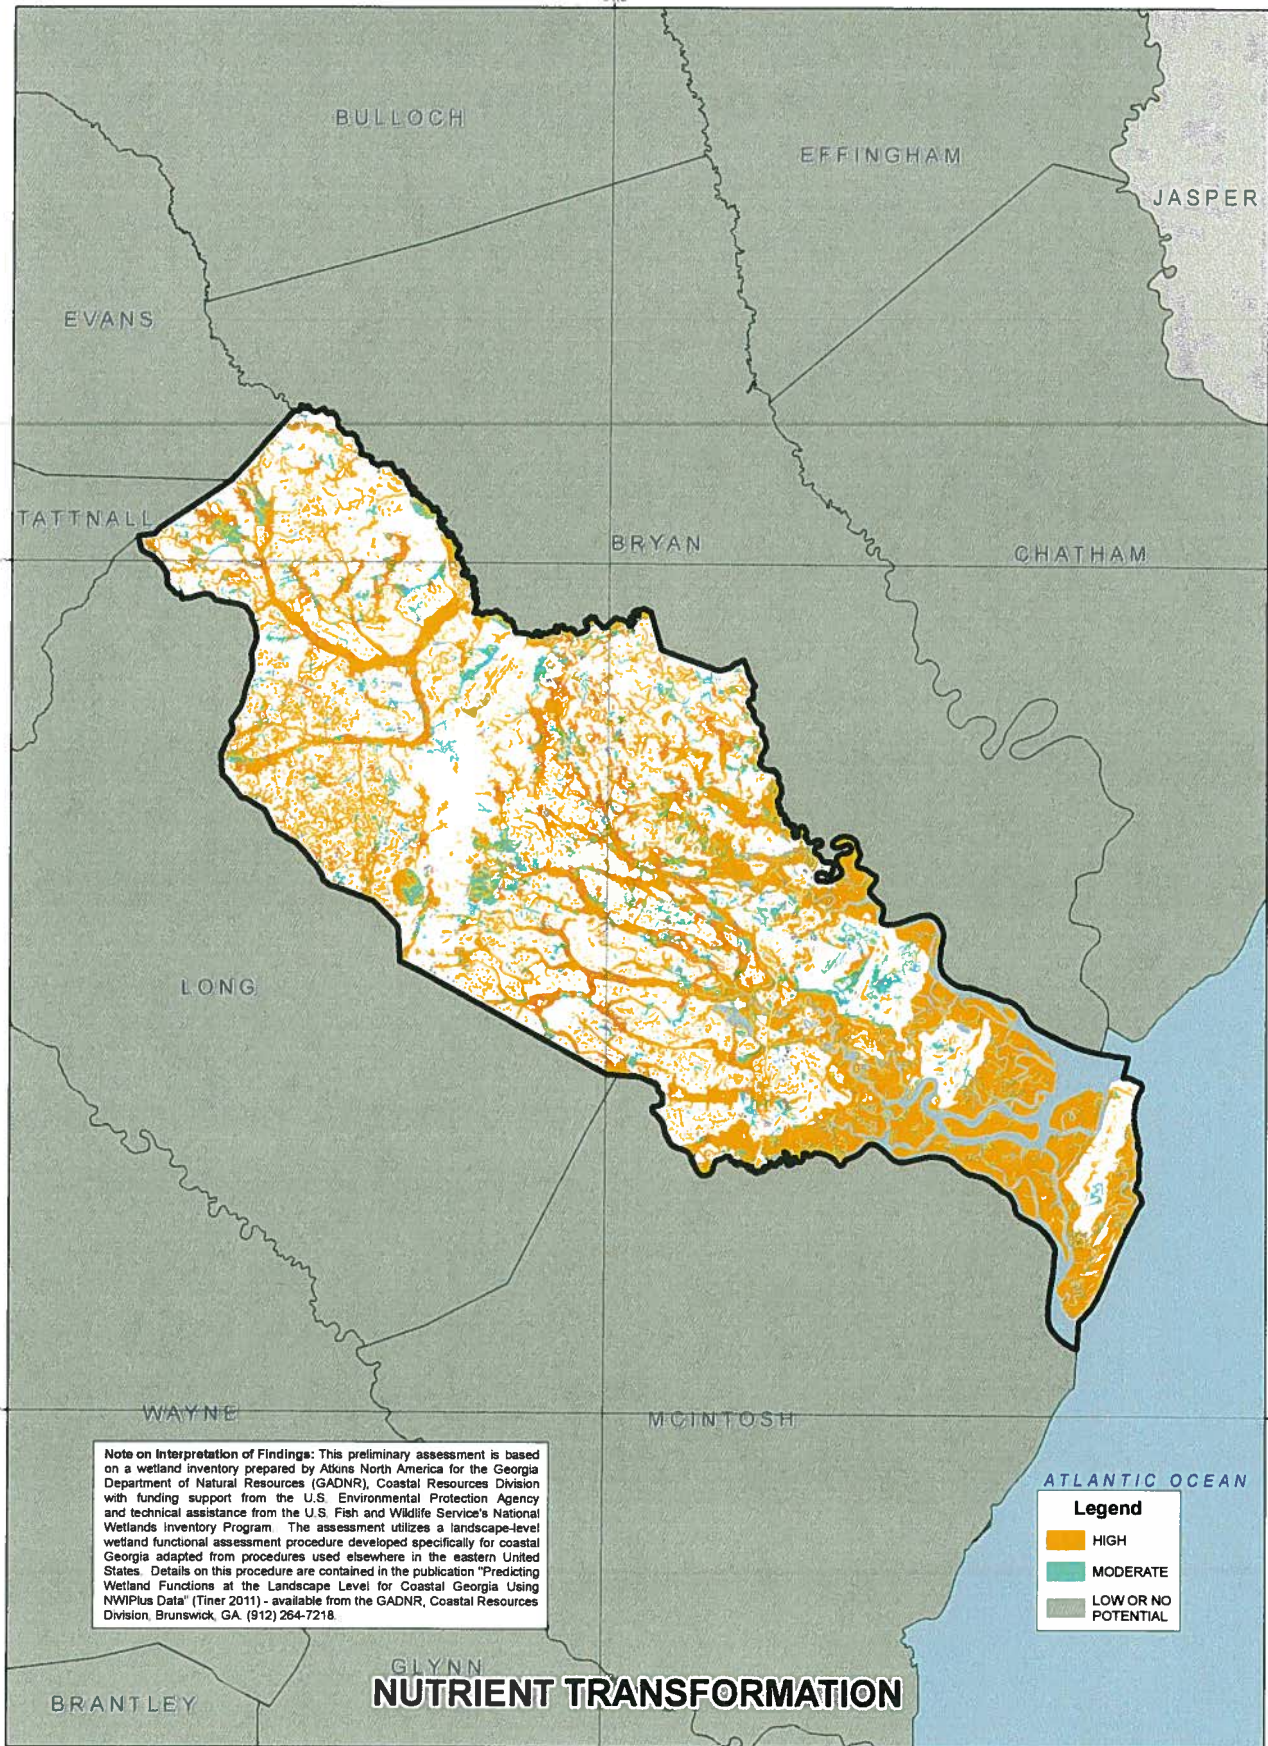 BULLOCH
EFFINGHAM
JASPER
EVANS
TATTNALL
BRYAN
CHATHAM
LONG
WAYNE
MCINTOSH
Note on Interpretation of Findings: This preliminary assessment is based
on a wetland inventory prepared by Atkins North America for the Georgia
Department of Natural Resources (GADNR), Coastal Resources Division
with funding support from the U.S. Environmental Protection Agency
and technical assistance from the U.S. Fish and Wildlife Service's National
Wetlands Inventory Program. The assessment utilizes a landscape-level
wetland functional assessment procedure developed specifically for coastal
Georgia adapted from procedures used elsewhere in the eastern United
States. Details on this procedure are contained in the publication "Predicting
Wetland Functions at the Landscape Level for Coastal Georgia Using
NWIPlus Data" (Tiner 2011) - available from the GADNR, Coastal Resources
Division, Brunswick, GA. (912) 264-7218.
ATLANTIC OCEAN
Legend
HIGH
MODERATE
LOW OR NO
POTENTIAL
GLYNN
BRANTLEY
NUTRIENT TRANSFORMATION